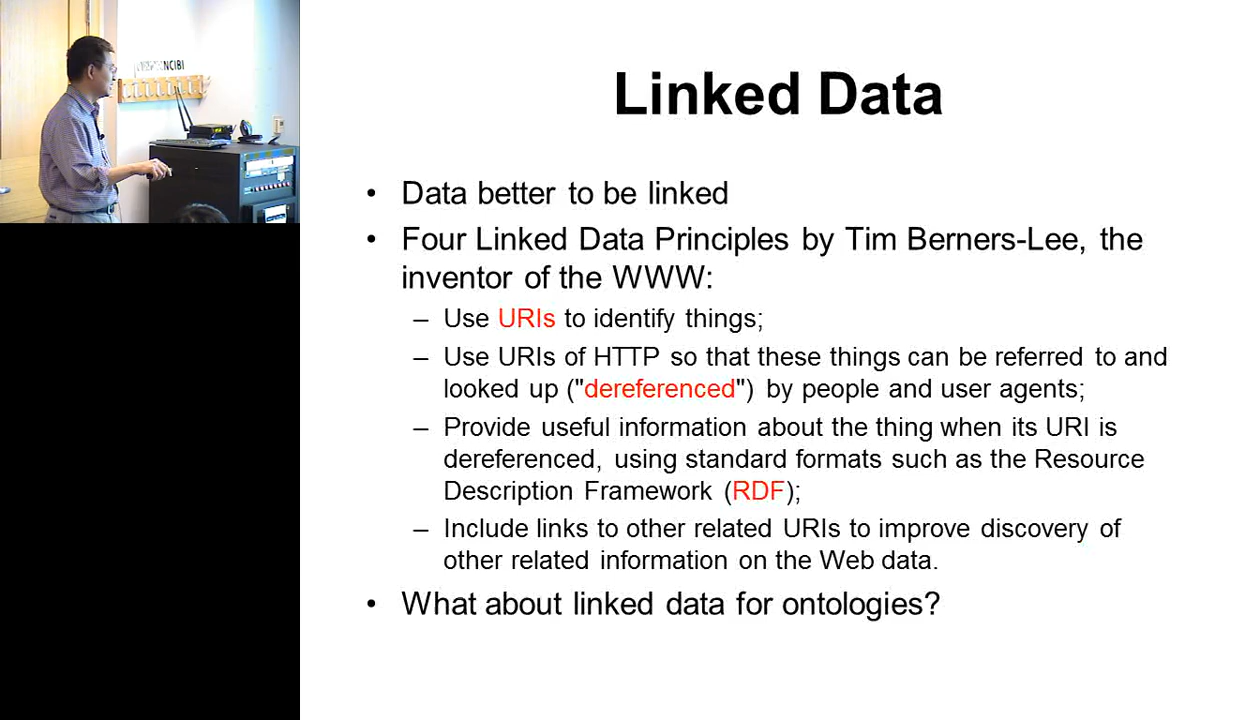 NCIBI
Linked Data
• Data better to be linked
• Four Linked Data Principles by Tim Berners-Lee, the
inventor of the WWW:
– Use URIs to identify things;
– Use URIs of HTTP so that these things can be referred to and
looked up ("dereferenced") by people and user agents;
– Provide useful information about the thing when its URI is
dereferenced, using standard formats such as the Resource
Description Framework (RDF);
– Include links to other related URIs to improve discovery of
other related information on the Web data.
• What about linked data for ontologies?